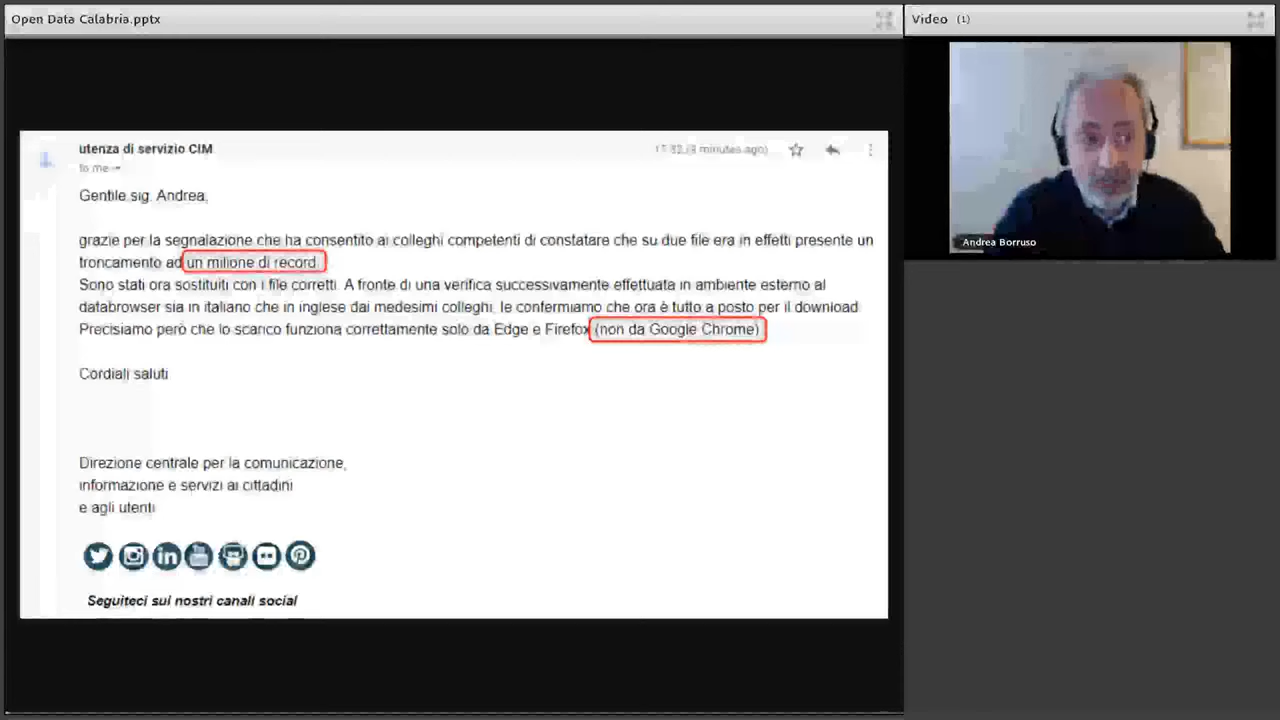 Open Data Calabria.pptx
Video (1)
Andrea Borruso
utenza di servizio CIM
to me
minutes ago)
Gentile sig. Andrea,
grazie per la segnalazione che ha consentito ai colleghi competenti di constatare che su due file era in effetti presente un
troncamento ad un milione di record.
Sono stati ora sostituiti con i file corretti. A fronte di una verifica successivamente effettuata in ambiente esterno al
databrowser sia in italiano che in inglese dai medesimi colleghi, le confermiamo che ora è tutto a posto per il download
Precisiamo però che lo scarico funziona correttamente solo da Edge e Firefox (non da Google Chrome)
Cordiali saluti
Direzione centrale per la comunicazione,
informazione e servizi ai cittadini
e agli utenti
in
Seguiteci sui nostri canali social